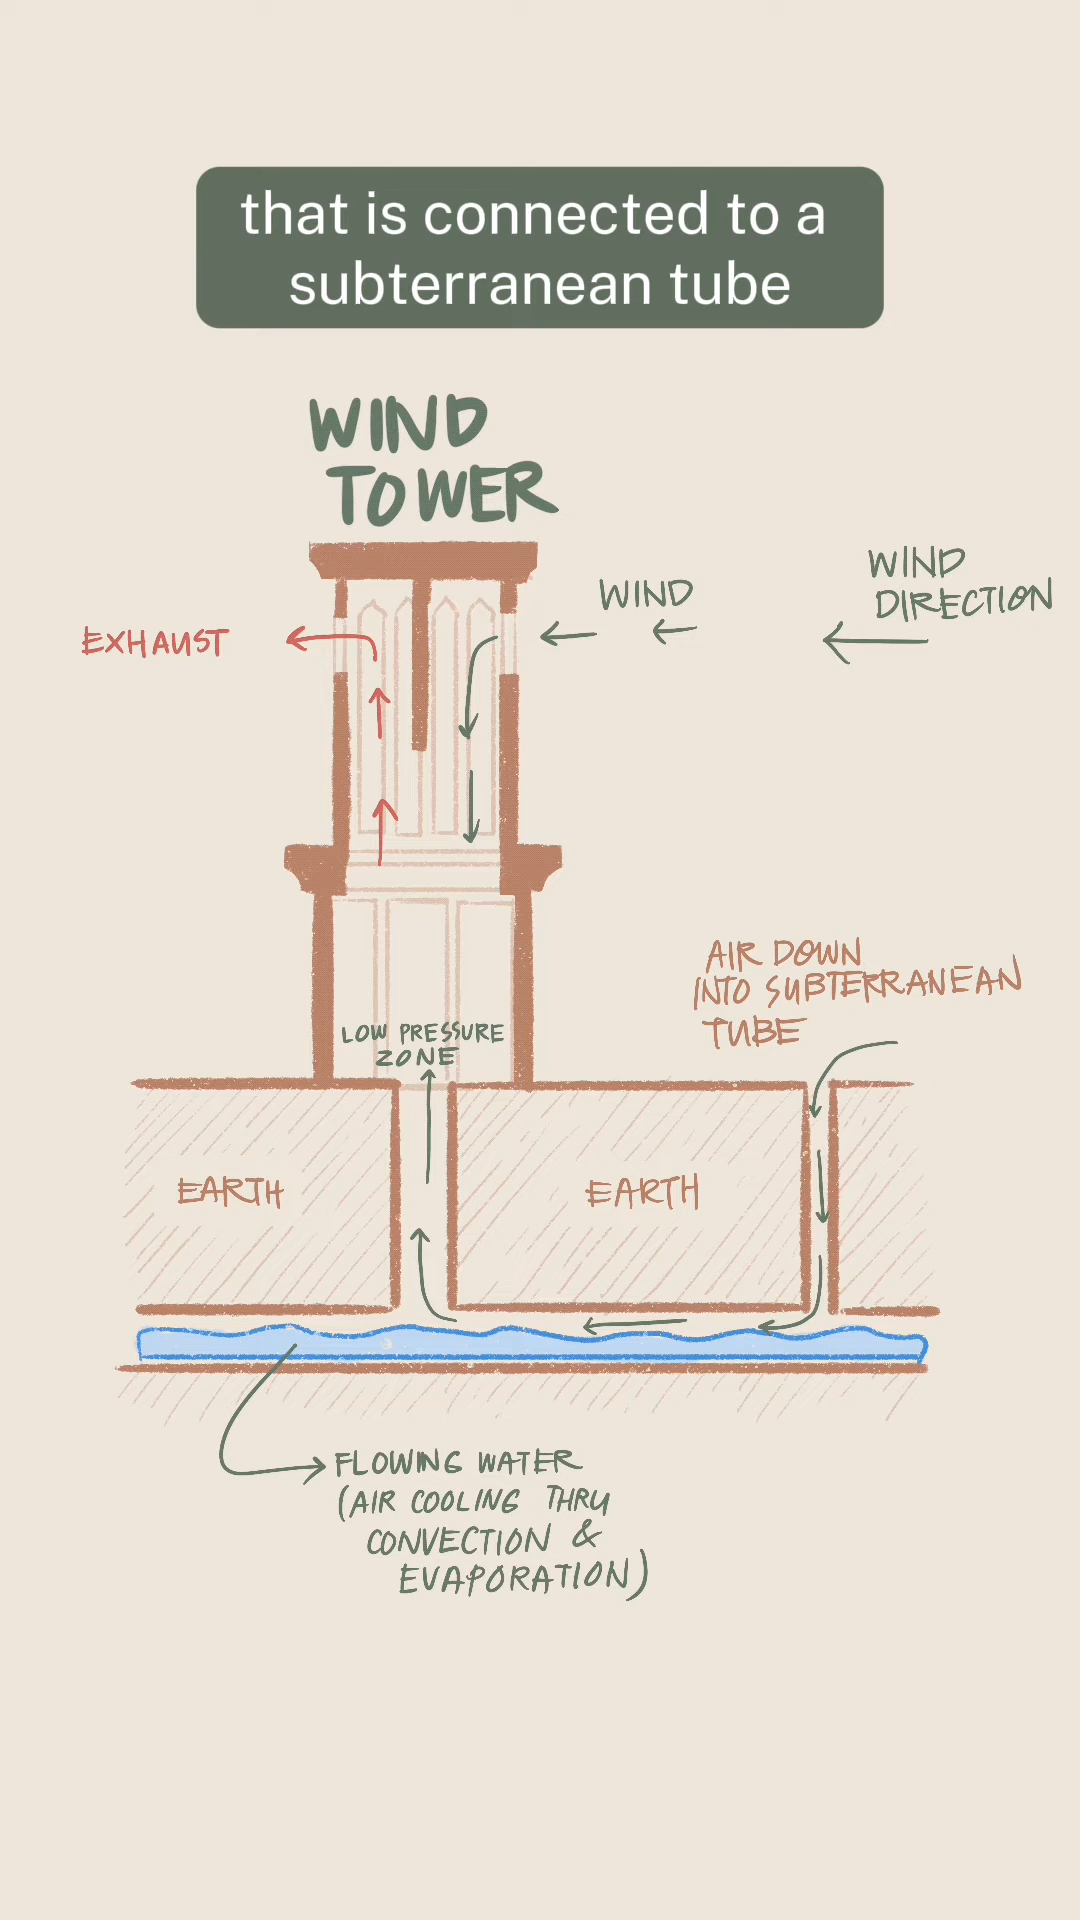 that is connected to a
subterranean tube
WIND
TOWER
WIND
DIRECTION
WIND
EXHAUST
AIR DOWN
INTO SUBTERRANEAN
TUBE
LOW PRESSURE
ZONE
EARTH
EARTH
FLOWING WATER
(AIR COOLING THRU
CONVECTION &
EVAPORATION)